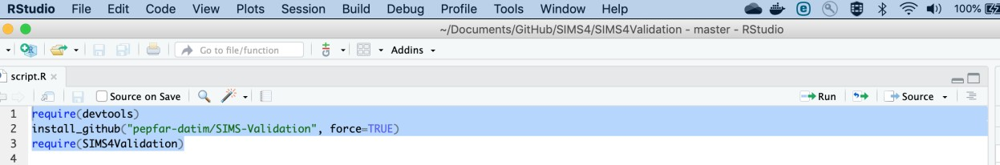 RStudio File Edit Code View Plots Session Build Debug Profile Tools Window Help 100%
~/Documents/GitHub/SIMS4/SIMS4Validation - master - RStudio
Go to file/function Addins
script.R
Source on Save Run Source
1 require(devtools)
2 install_github("pepfar-datim/SIMS-Validation", force=TRUE)
3 require(SIMS4Validation)
4